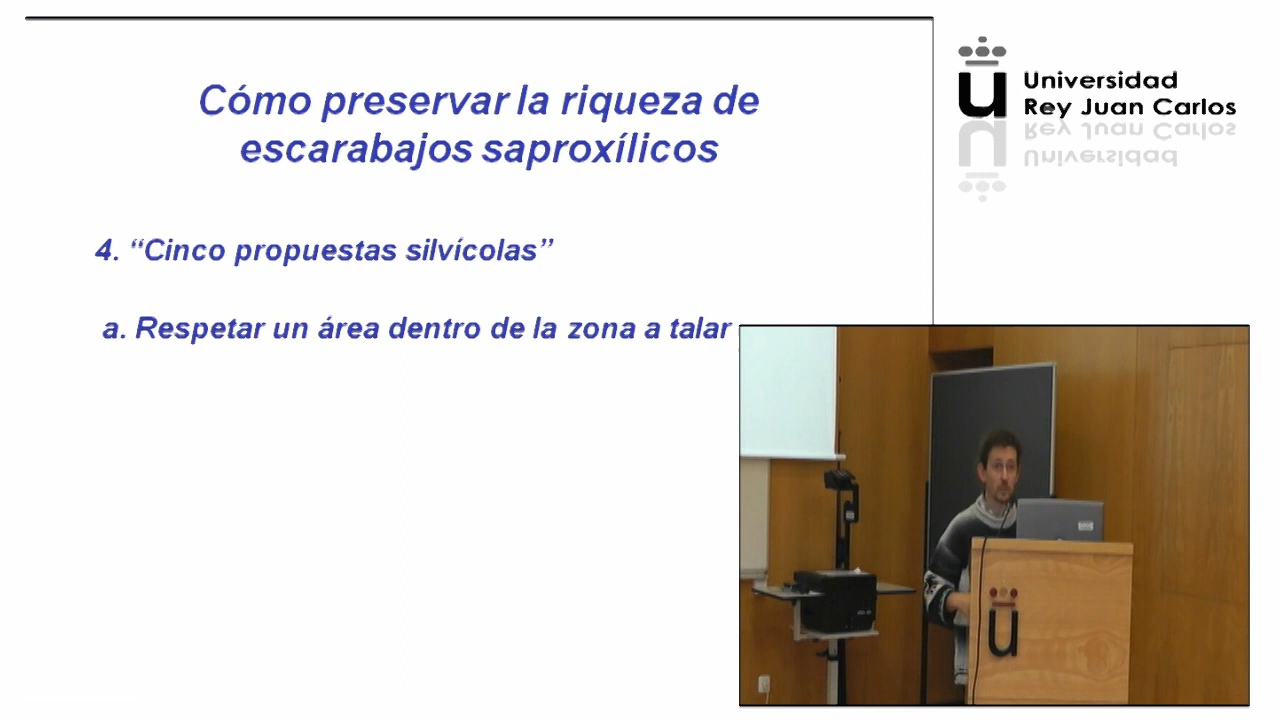 Cómo preservar la riqueza de
escarabajos saproxílicos
4. “Cinco propuestas silvícolas”
a. Respetar un área dentro de la zona a talar
Universidad
Rey Juan Carlos